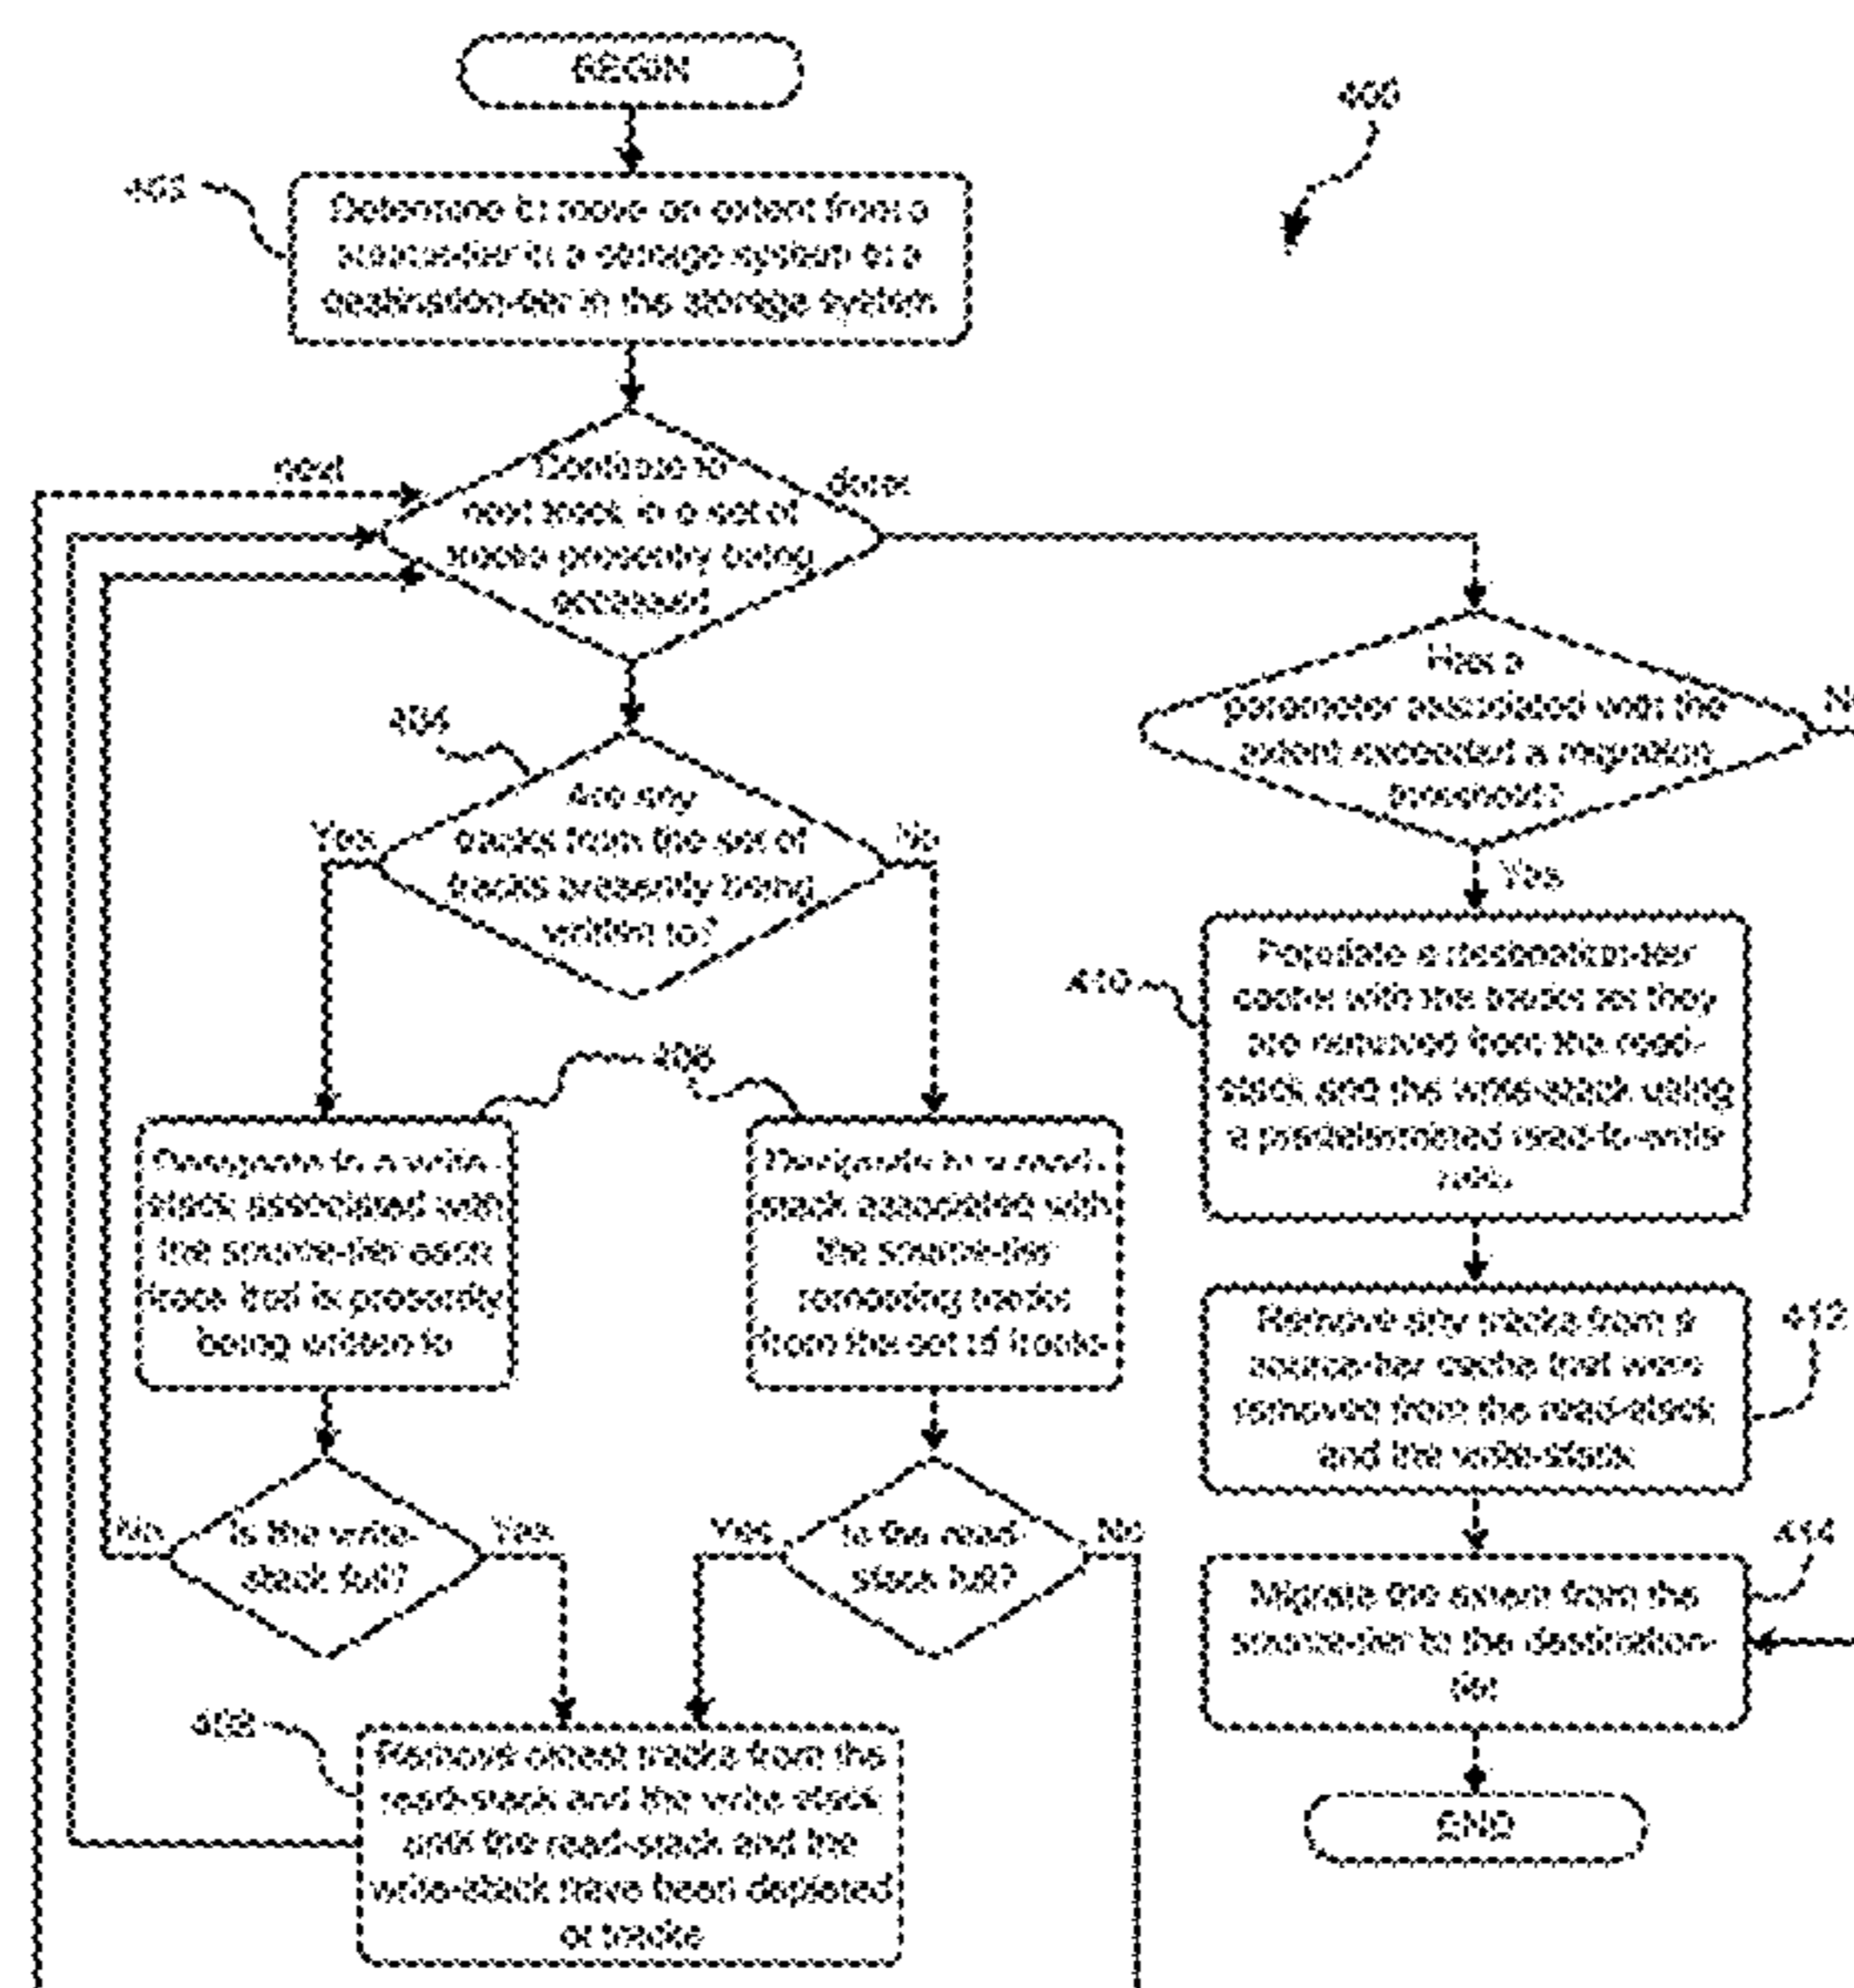 BEGIN
400
402
Determine to move an extent from a
source-tier in a storage system to a
destination-tier in the storage system
next
Continue to
next track in a set of
tracks presently being
accessed
done
404
Are any
tracks from the set of
tracks presently being
written to?
Yes
No
Has a
parameter associated with the
extent exceeded a migration
threshold?
Yes
406
Designate to a write-
stack associated with
the source-tier each
track that is presently
being written to
Designate to a read-
stack associated with
the source-tier
remaining tracks
from the set of tracks
410
Populate a destination-tier
cache with the tracks as they
are removed from the read-
stack and the write-stack using
a predetermined read-to-write
ratio
412
Remove any tracks from a
source-tier cache that were
removed from the read-stack
and the write-stack
No
Is the write-
stack full?
Yes
Yes
Is the read-
stack full?
No
414
Migrate the extent from the
source-tier to the destination-
tier
408
Remove oldest tracks from the
read-stack and the write-stack
until the read-stack and the
write-stack have been depleted
of tracks
END